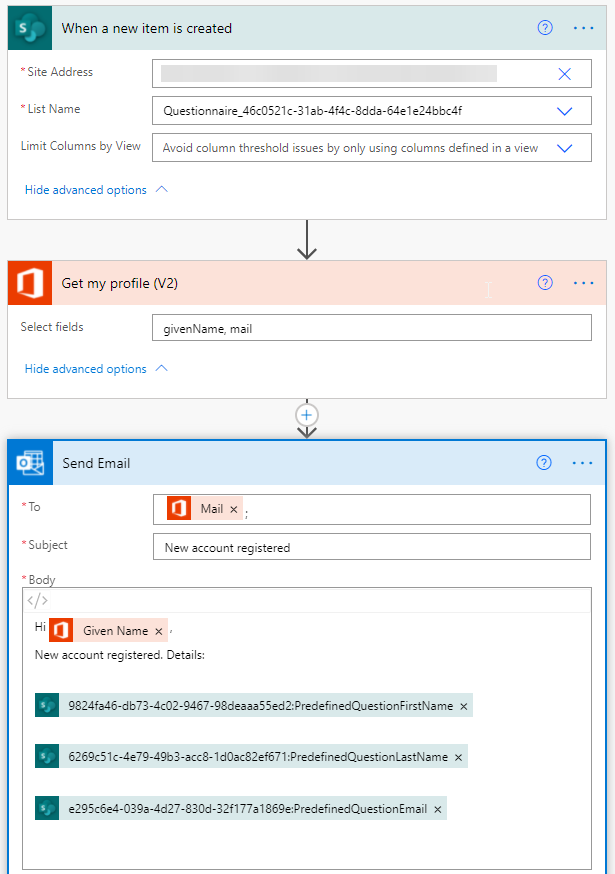 When a new item is created
* Site Address
* List Name
Questionnaire_46c0521c-31ab-4f4c-8dda-64e1e24bbc4f
Limit Columns by View
Avoid column threshold issues by only using columns defined in a view
Hide advanced options
Get my profile (V2)
Select fields
givenName, mail
Hide advanced options
Send Email
* To
Mail × ;
* Subject
New account registered
* Body
</>
Hi Given Name × ,
New account registered. Details:
9824fa46-db73-4c02-9467-98deaaa55ed2:PredefinedQuestionFirstName ×
6269c51c-4e79-49b3-acc8-1d0ac82ef671:PredefinedQuestionLastName ×
e295c6e4-039a-4d27-830d-32f177a1869e:PredefinedQuestionEmail ×